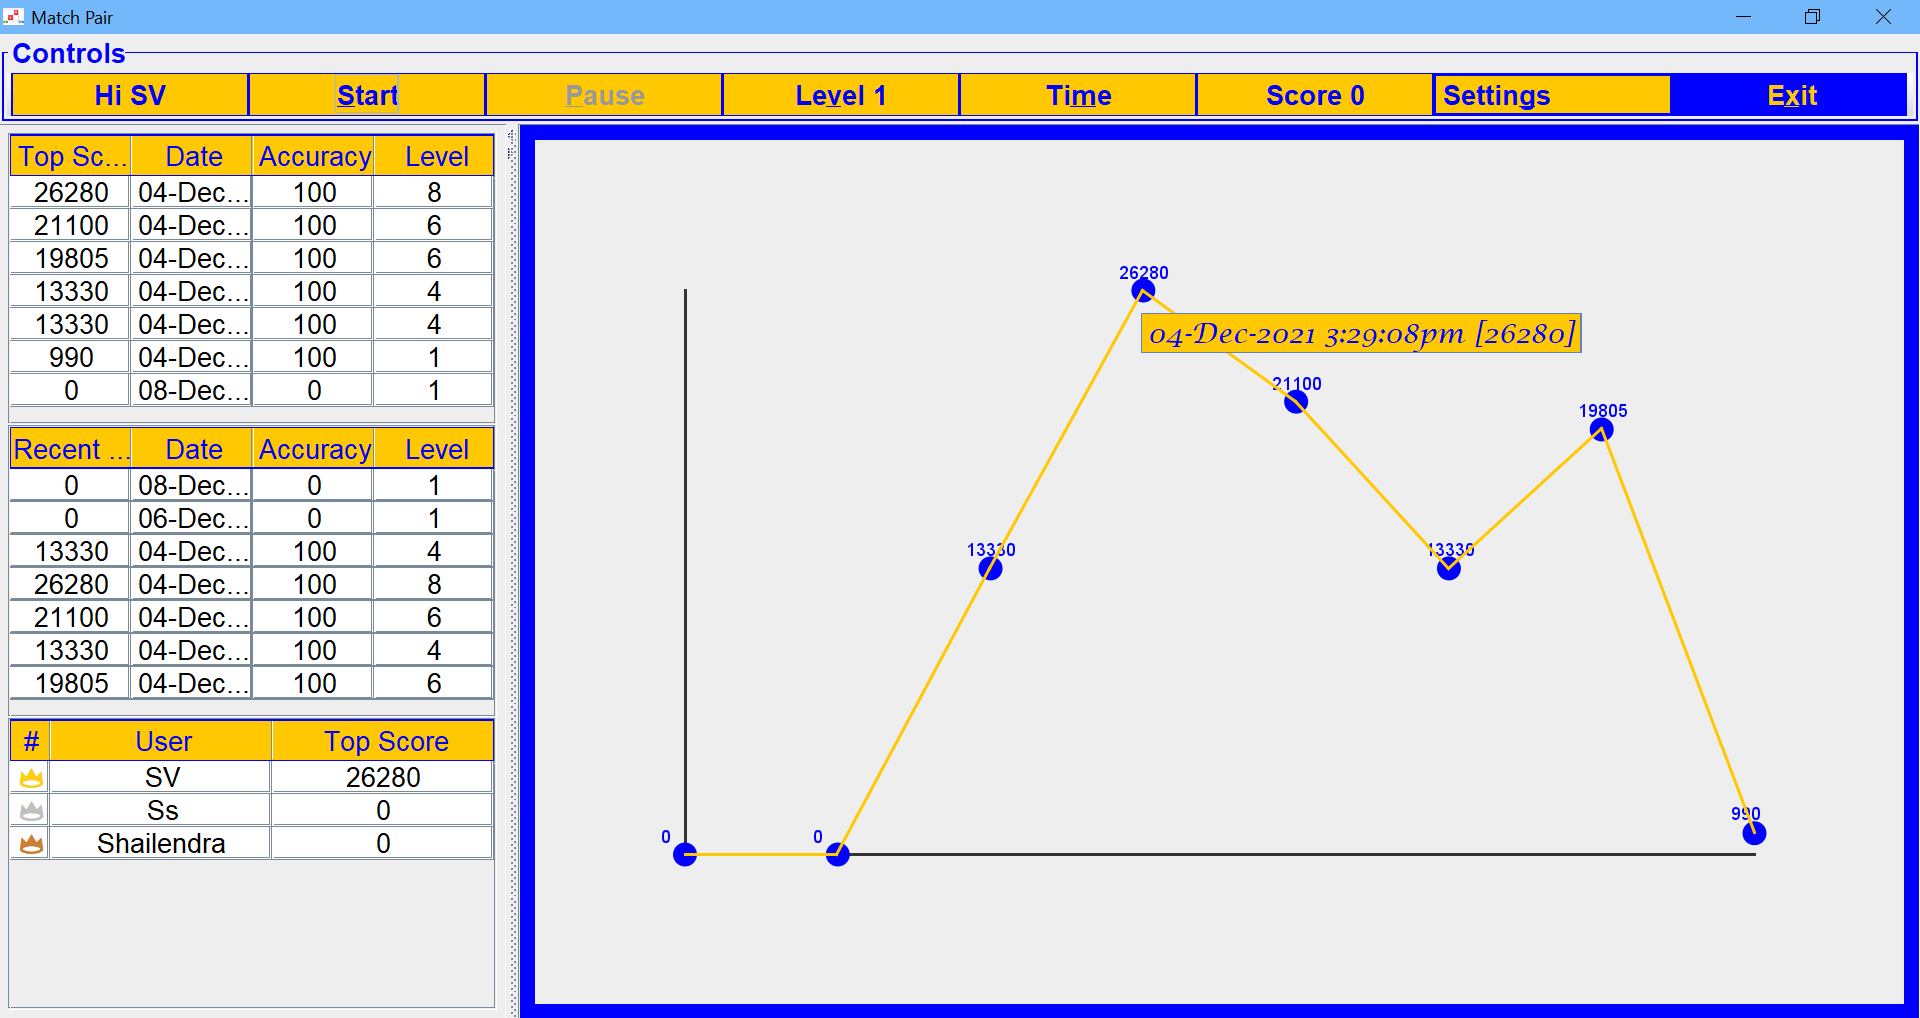 Match Pair
Controls
Hi SV Start Pause Level 1 Time Score 0 Settings Exit
Top Sc... Date Accuracy Level
26280 04-Dec... 100 8
21100 04-Dec... 100 6
19805 04-Dec... 100 6
13330 04-Dec... 100 4
13330 04-Dec... 100 4
990 04-Dec... 100 1
0 08-Dec... 0 1
Recent ... Date Accuracy Level
0 08-Dec... 0 1
0 06-Dec... 0 1
13330 04-Dec... 100 4
26280 04-Dec... 100 8
21100 04-Dec... 100 6
13330 04-Dec... 100 4
19805 04-Dec... 100 6
# User Top Score
SV 26280
Ss 0
Shailendra 0
26280
04-Dec-2021 3:29:08pm [26280]
21100
19805
13330
13330
990
0
0